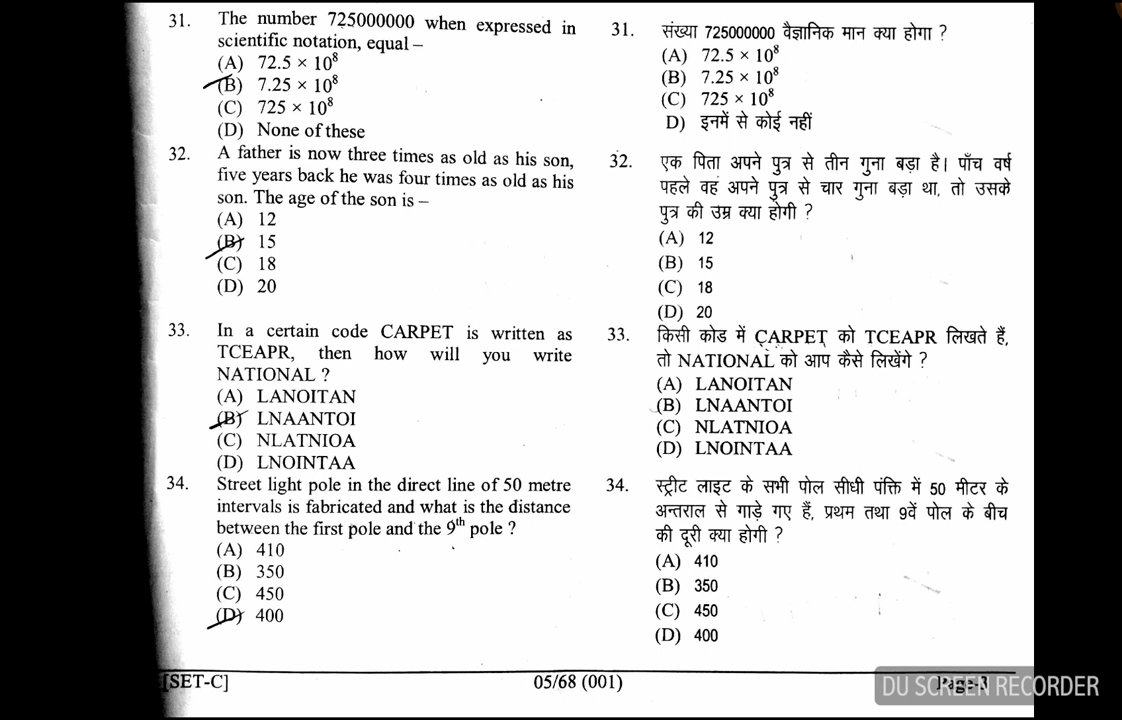 31. The number 725000000 when expressed in
scientific notation, equal –
(A) 72.5 × 10⁸
(B) 7.25 × 10⁸
(C) 725 × 10⁸
(D) None of these
32. A father is now three times as old as his son,
five years back he was four times as old as his
son. The age of the son is –
(A) 12
(B) 15
(C) 18
(D) 20
33. In a certain code CARPET is written as
TCEAPR, then how will you write
NATIONAL ?
(A) LANOITAN
(B) LNAANTOI
(C) NLATNIOA
(D) LNOINTAA
34. Street light pole in the direct line of 50 metre
intervals is fabricated and what is the distance
between the first pole and the 9th pole ?
(A) 410
(B) 350
(C) 450
(D) 400
31. संख्या 725000000 वैज्ञानिक मान क्या होगा ?
(A) 72.5 × 10⁸
(B) 7.25 × 10⁸
(C) 725 × 10⁸
D) इनमें से कोई नहीं
32. एक पिता अपने पुत्र से तीन गुना बड़ा है। पाँच वर्ष
पहले वह अपने पुत्र से चार गुना बड़ा था, तो उसके
पुत्र की उम्र क्या होगी ?
(A) 12
(B) 15
(C) 18
(D) 20
33. किसी कोड में CARPET को TCEAPR लिखते हैं,
तो NATIONAL को आप कैसे लिखेंगे ?
(A) LANOITAN
(B) LNAANTOI
(C) NLATNIOA
(D) LNOINTAA
34. स्ट्रीट लाइट के सभी पोल सीधी पंक्ति में 50 मीटर के
अन्तराल से गाड़े गए हैं, प्रथम तथा 9वें पोल के बीच
की दूरी क्या होगी ?
(A) 410
(B) 350
(C) 450
(D) 400
[SET-C] 05/68 (001) Page-3
DU SCREEN RECORDER